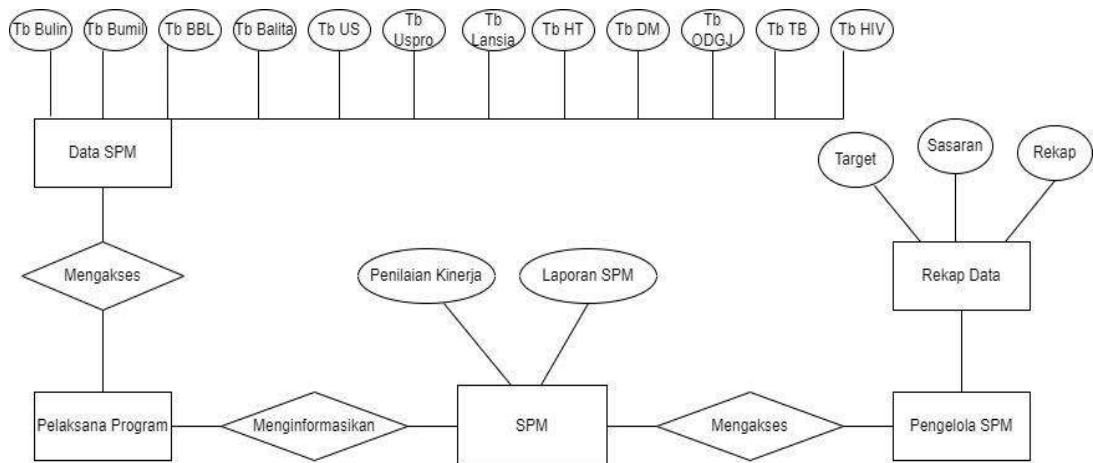 Tb Bulin
Tb Bumil
Tb BBL
Tb Balita
Tb US
Tb
Uspro
Tb
Lansia
Tb HT
Tb DM
Tb
ODGJ
Tb TB
Tb HIV
Data SPM
Target
Sasaran
Rekap
Mengakses
Penilaian Kinerja
Laporan SPM
Rekap Data
Pelaksana Program
Menginformasikan
SPM
Mengakses
Pengelola SPM